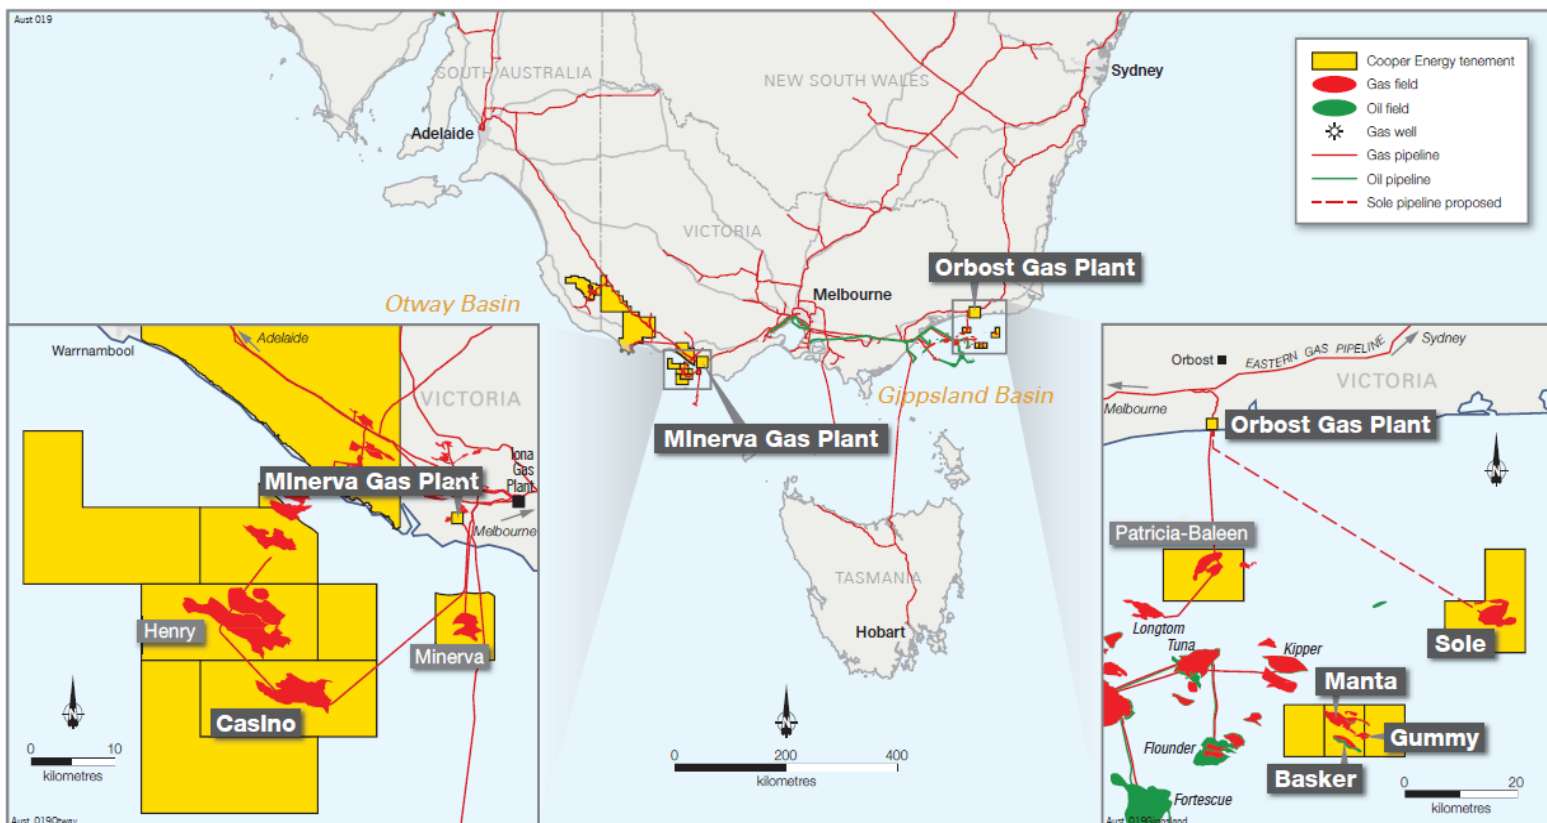 Aust 019
SOUTH AUSTRALIA
NEW SOUTH WALES
Sydney
Adelaide
VICTORIA
Orbost Gas Plant
Melbourne
Otway Basin
Gippsland Basin
Minerva Gas Plant
TASMANIA
Hobart
0 200 400
kilometres
Cooper Energy tenement
Gas field
Oil field
Gas well
Gas pipeline
Oil pipeline
Sole pipeline proposed
Warrnambool
Adelaide
VICTORIA
Minerva Gas Plant
Iona
Gas
Plant
Melbourne
Henry
Minerva
Casino
N
0 10
kilometres
Aust_019Otway
Orbost
EASTERN GAS PIPELINE
Sydney
VICTORIA
Melbourne
Orbost Gas Plant
Patricia-Baleen
Longtom
Tuna
Kipper
Sole
Manta
Gummy
Flounder
Basker
Fortescue
0 20
kilometres
Aust_019Gippsland